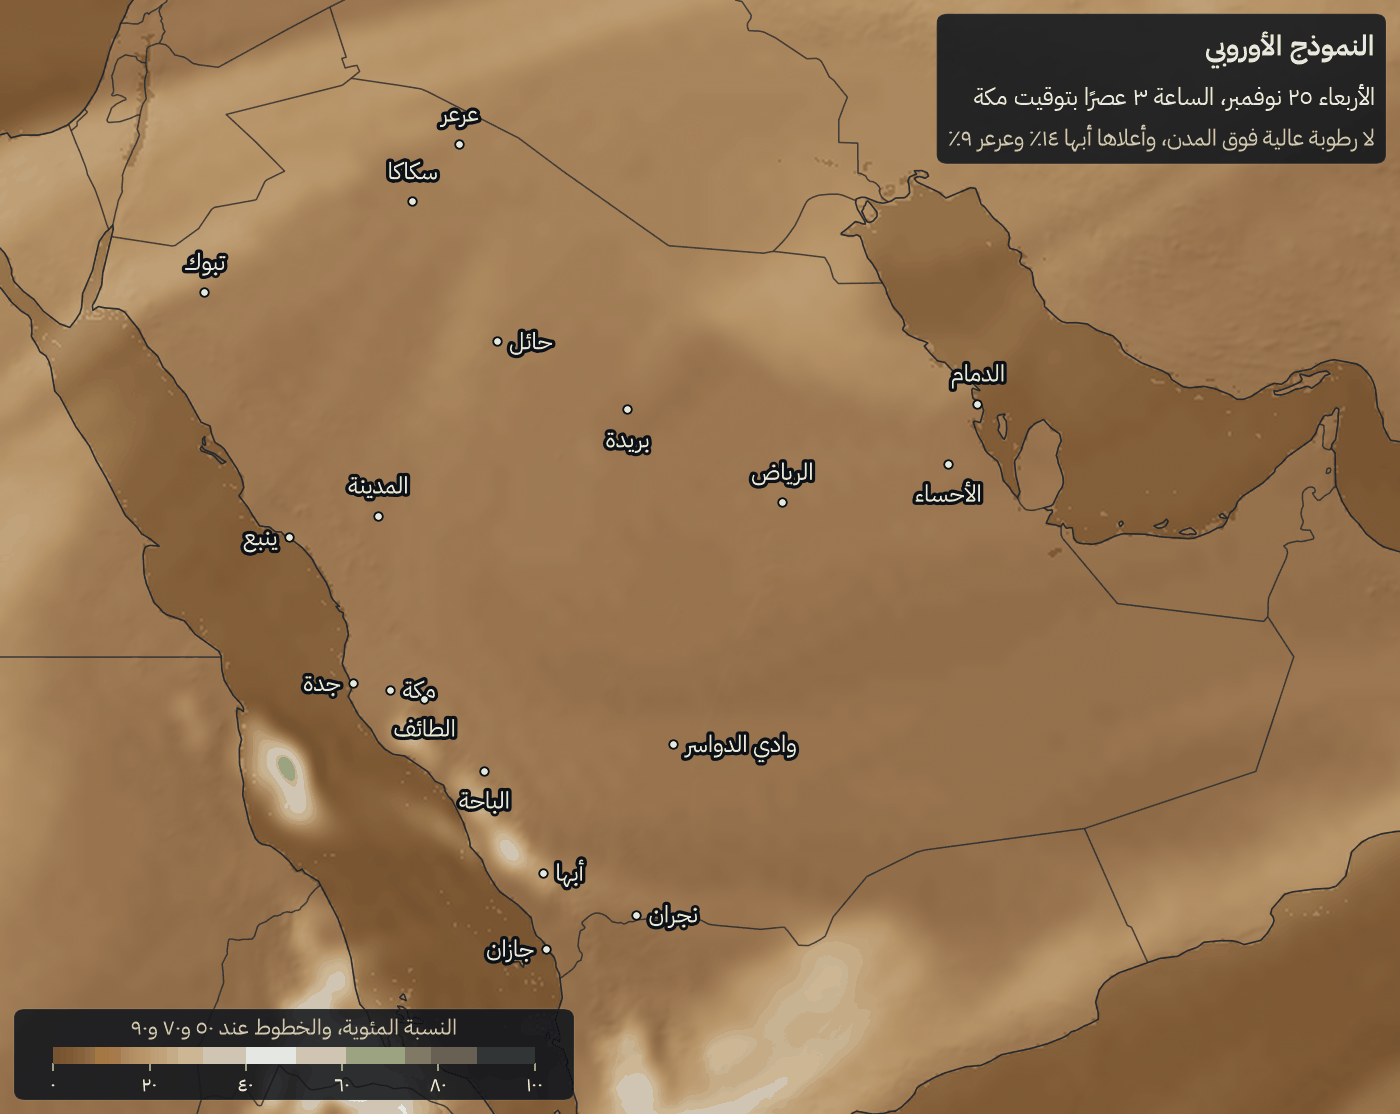 النموذج الأوروبي
الأربعاء ٢٥ نوفمبر، الساعة ٣ عصرًا بتوقيت مكة
لا رطوبة عالية فوق المدن، وأعلاها أبها ١٤٪ وعرعر ٩٪
عرعر
سكاكا
تبوك
حائل
الدمام
بريدة
الرياض
الأحساء
المدينة
ينبع
جدة
مكة
الطائف
وادي الدواسر
الباحة
أبها
نجران
جازان
النسبة المئوية، والخطوط عند ٥٠ و٧٠ و٩٠
٠ ٢٠ ٤٠ ٦٠ ٨٠ ١٠٠